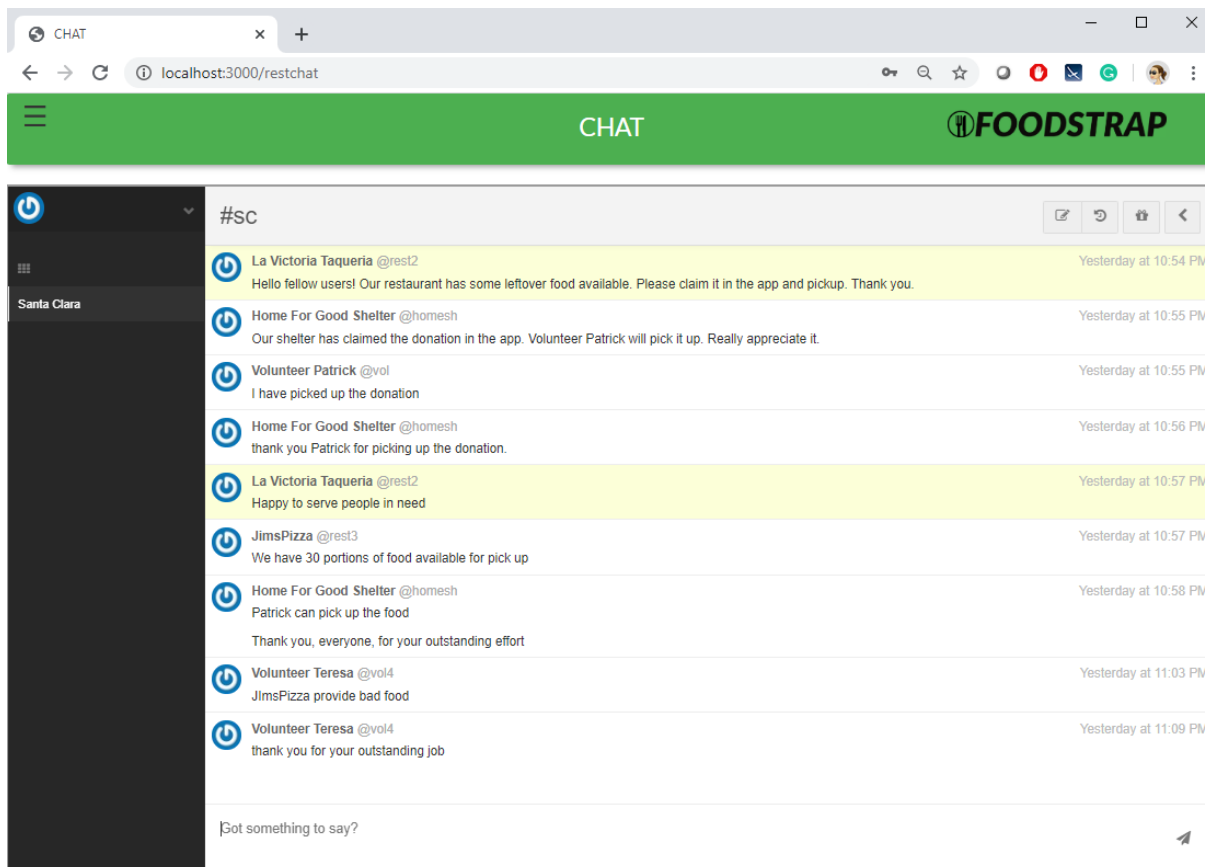 CHAT
localhost:3000/restchat
CHAT
FOODSTRAP
#sc
Santa Clara
La Victoria Taqueria @rest2 Yesterday at 10:54 PM
Hello fellow users! Our restaurant has some leftover food available. Please claim it in the app and pickup. Thank you.
Home For Good Shelter @homesh Yesterday at 10:55 PM
Our shelter has claimed the donation in the app. Volunteer Patrick will pick it up. Really appreciate it.
Volunteer Patrick @vol Yesterday at 10:55 PM
I have picked up the donation
Home For Good Shelter @homesh Yesterday at 10:56 PM
thank you Patrick for picking up the donation.
La Victoria Taqueria @rest2 Yesterday at 10:57 PM
Happy to serve people in need
JimsPizza @rest3 Yesterday at 10:57 PM
We have 30 portions of food available for pick up
Home For Good Shelter @homesh Yesterday at 10:58 PM
Patrick can pick up the food
Thank you, everyone, for your outstanding effort
Volunteer Teresa @vol4 Yesterday at 11:03 PM
JImsPizza provide bad food
Volunteer Teresa @vol4 Yesterday at 11:09 PM
thank you for your outstanding job
Got something to say?